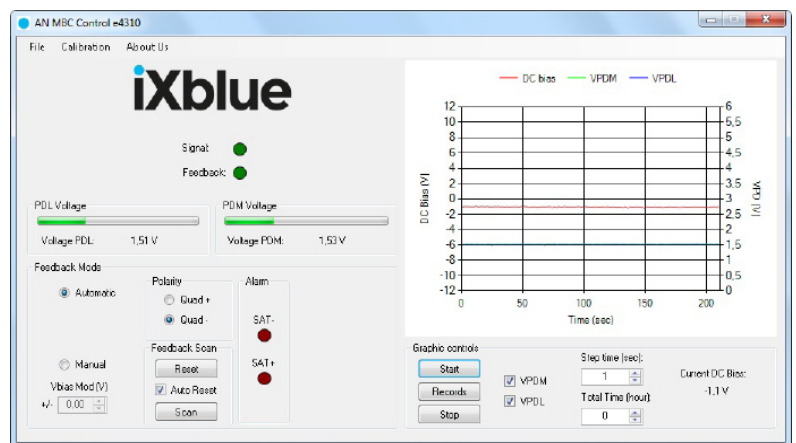 AN MBC Control e4310
File Calibration About Us
iXblue
Signal:
Feedback:
PDL Voltage
Voltage PDL: 1,51 V
PDM Voltage
Voltage PDM: 1,53 V
Feedback Mode
Automatic
Manual
Vbias Mod (V)
+/- 0,00
Polarity
Quad +
Quad -
Feedback Scan
Reset
Auto Reset
Scan
Alarm
SAT-
SAT+
DC bias VPDM VPDL
DC Bias (V)
12
10
8
6
4
2
0
-2
-4
-6
-8
-10
-12
6
5,5
5
4,5
4
3,5
3
2,5
2
1,5
1
0,5
0
VPD (V)
0 50 100 150 200
Time (sec)
Graphic controls
Start
Records
Stop
VPDM
VPDL
Step time (sec):
1
Total Time (hour):
0
Current DC Bias:
-1,1 V